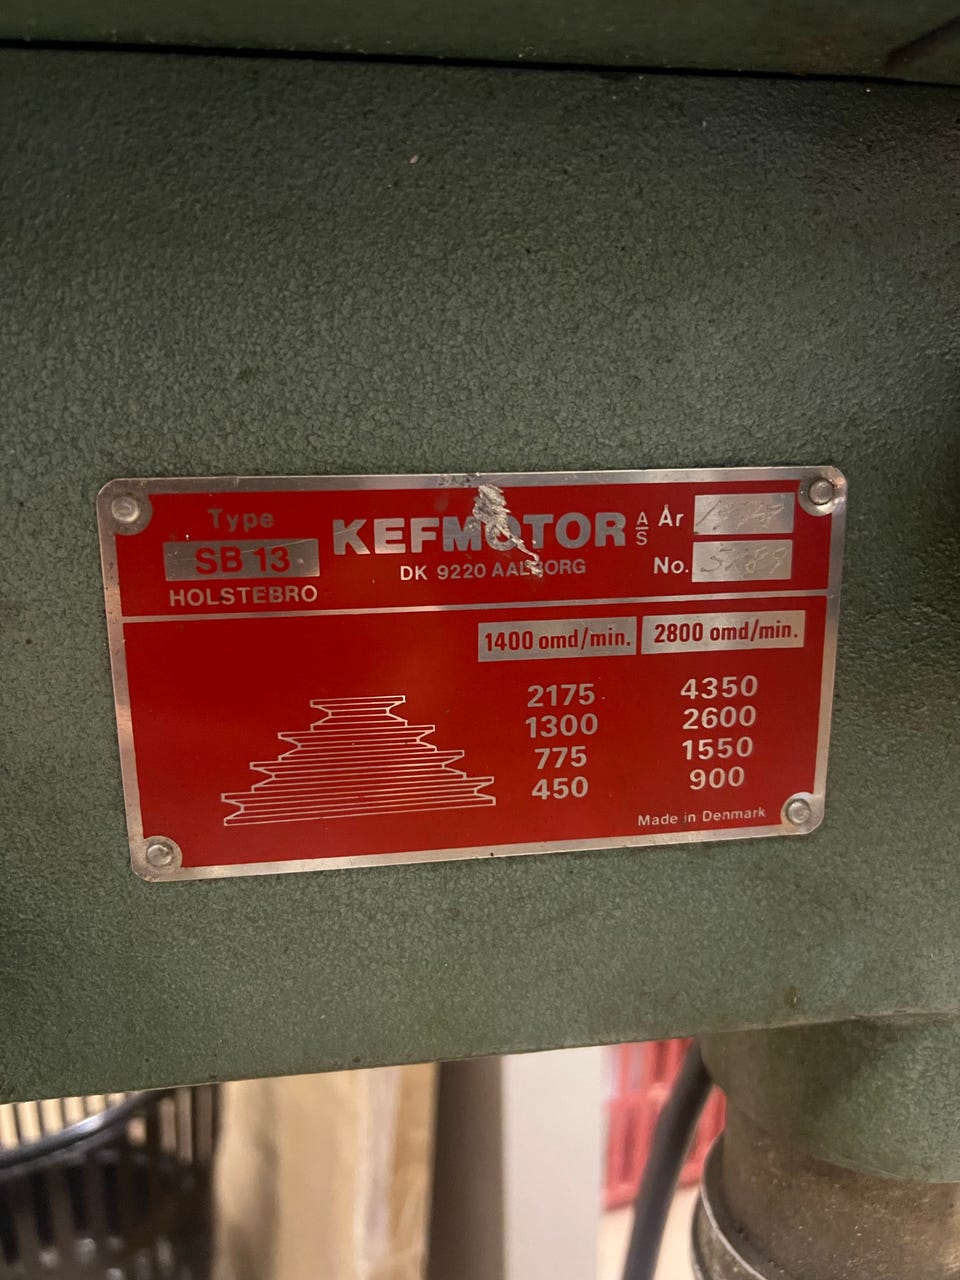 Type
SB 13
HOLSTEBRO
KEFMOTOR A/S
DK 9220 AALBORG
År
No.
1400 omd/min. 2800 omd/min.
2175 4350
1300 2600
775 1550
450 900
Made in Denmark